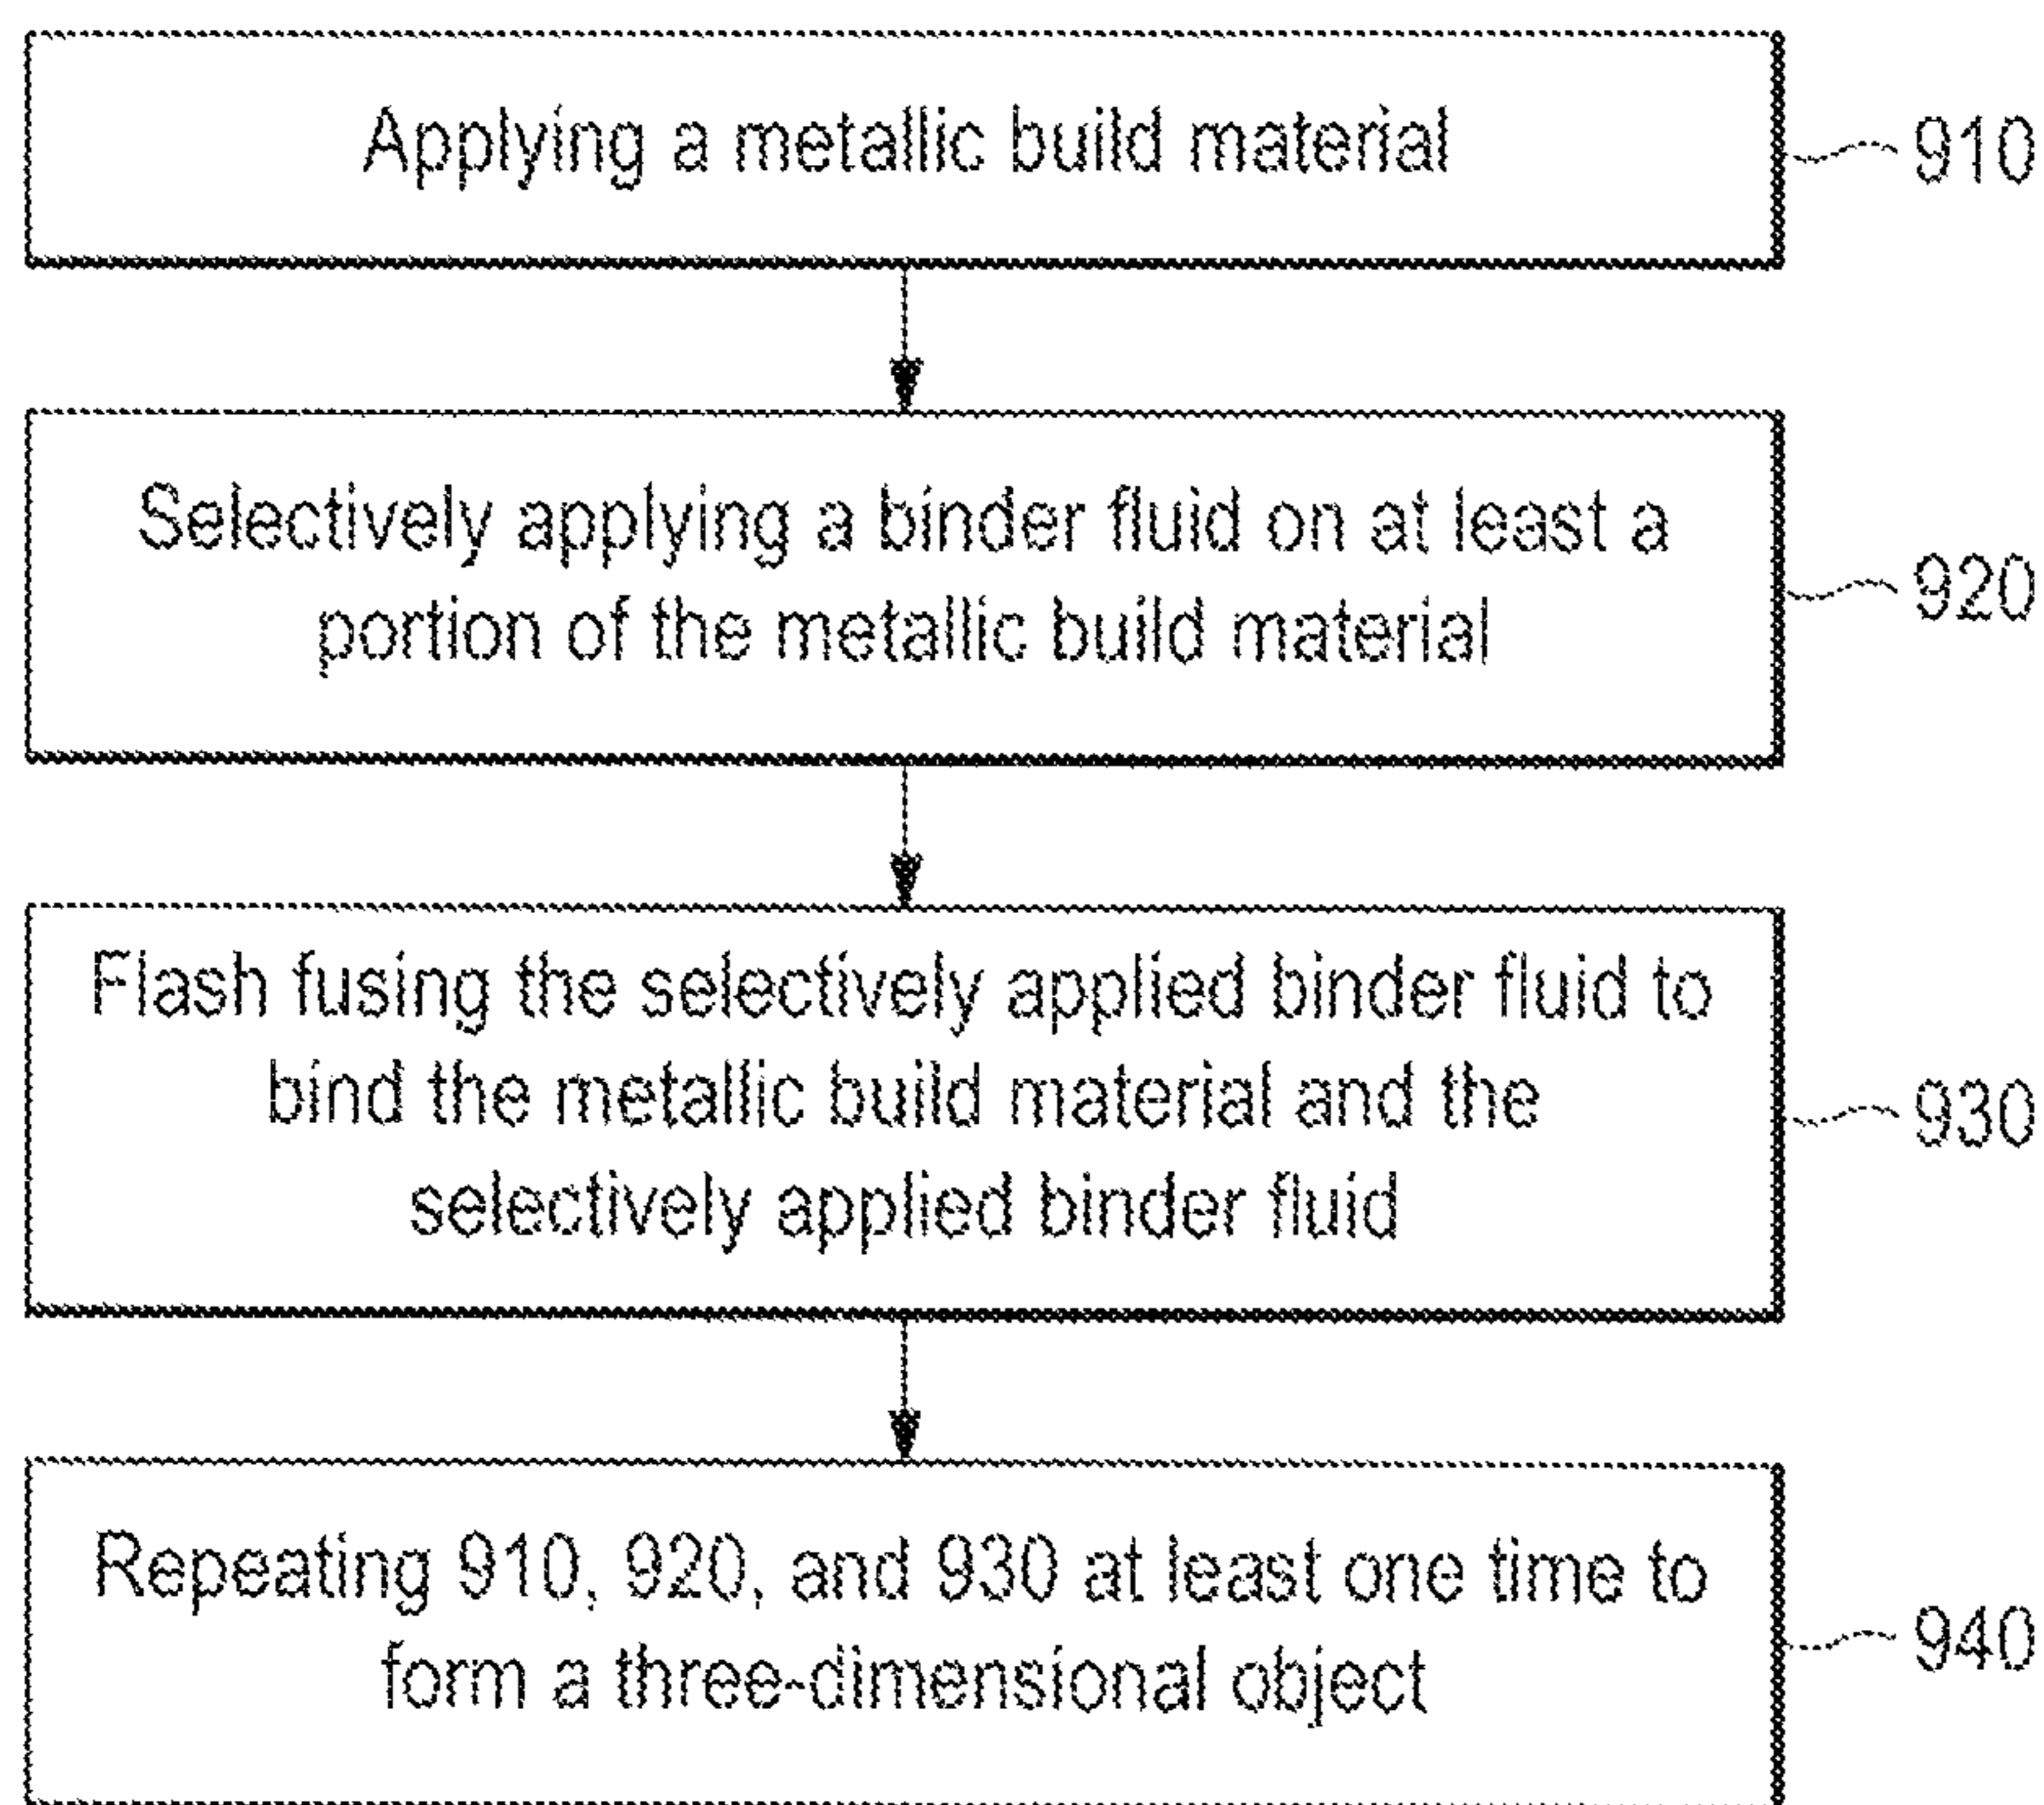 Applying a metallic build material
910
Selectively applying a binder fluid on at least a
portion of the metallic build material
920
Flash fusing the selectively applied binder fluid to
bind the metallic build material and the
selectively applied binder fluid
930
Repeating 910, 920, and 930 at least one time to
form a three-dimensional object
940